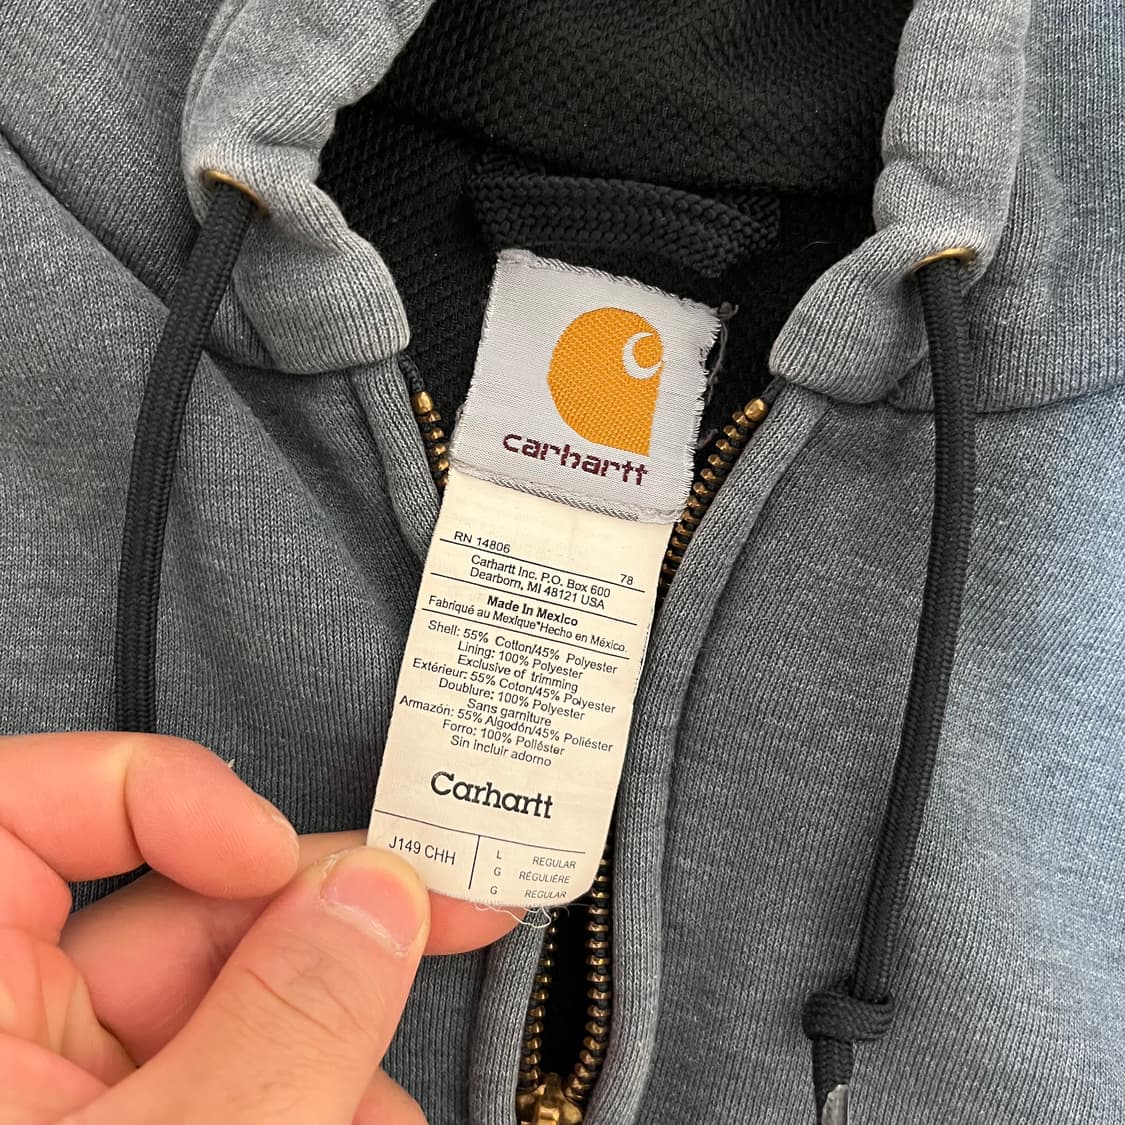 carhartt
RN 14806
78
Carhartt Inc. P.O. Box 600
Dearborn, MI 48121 USA
Made In Mexico
Fabriqué au Mexique*Hecho en México.
Shell: 55% Cotton/45% Polyester
Lining: 100% Polyester
Exclusive of trimming
Extérieur: 55% Coton/45% Polyester
Doublure: 100% Polyester
Sans garniture
Armazón: 55% Algodón/45% Poliéster
Forro: 100% Poliéster
Sin incluir adorno
Carhartt
J149 CHH
L REGULAR
G RÉGULIÈRE
G REGULAR